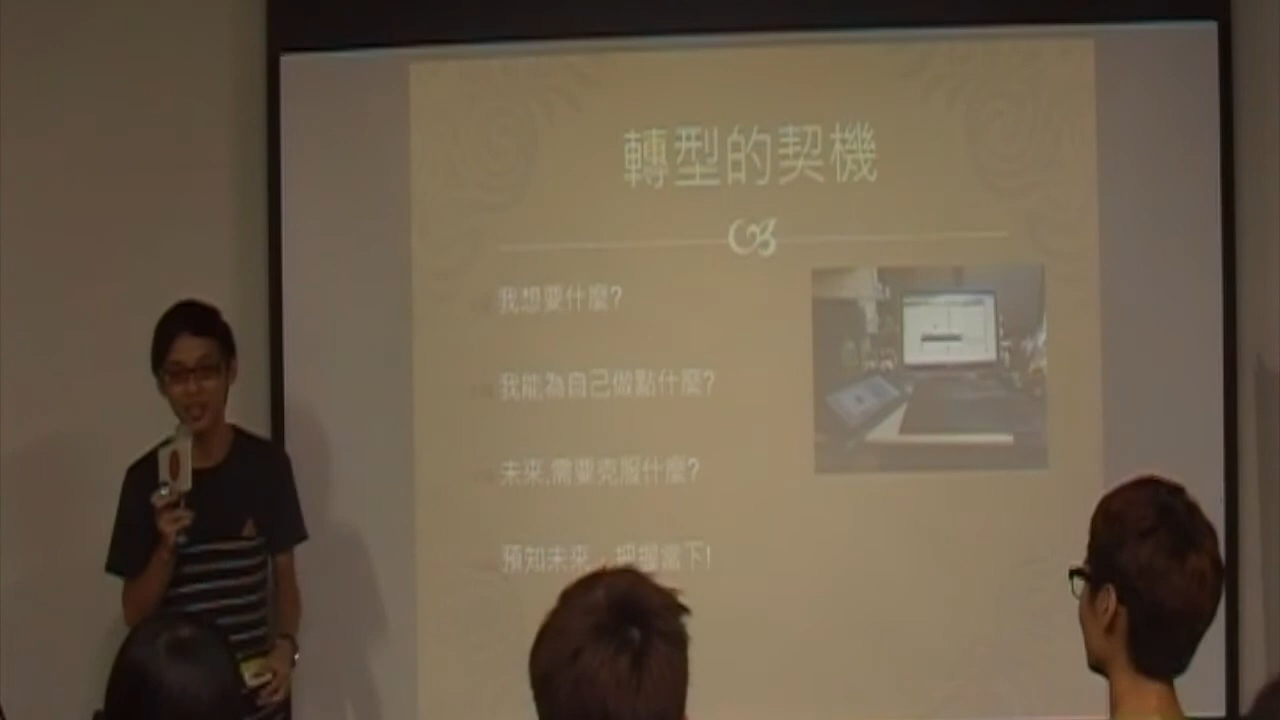 轉型的契機
我想要什麼?
我能為自己做點什麼?
未來,需要克服什麼?
預知未來，把握當下!